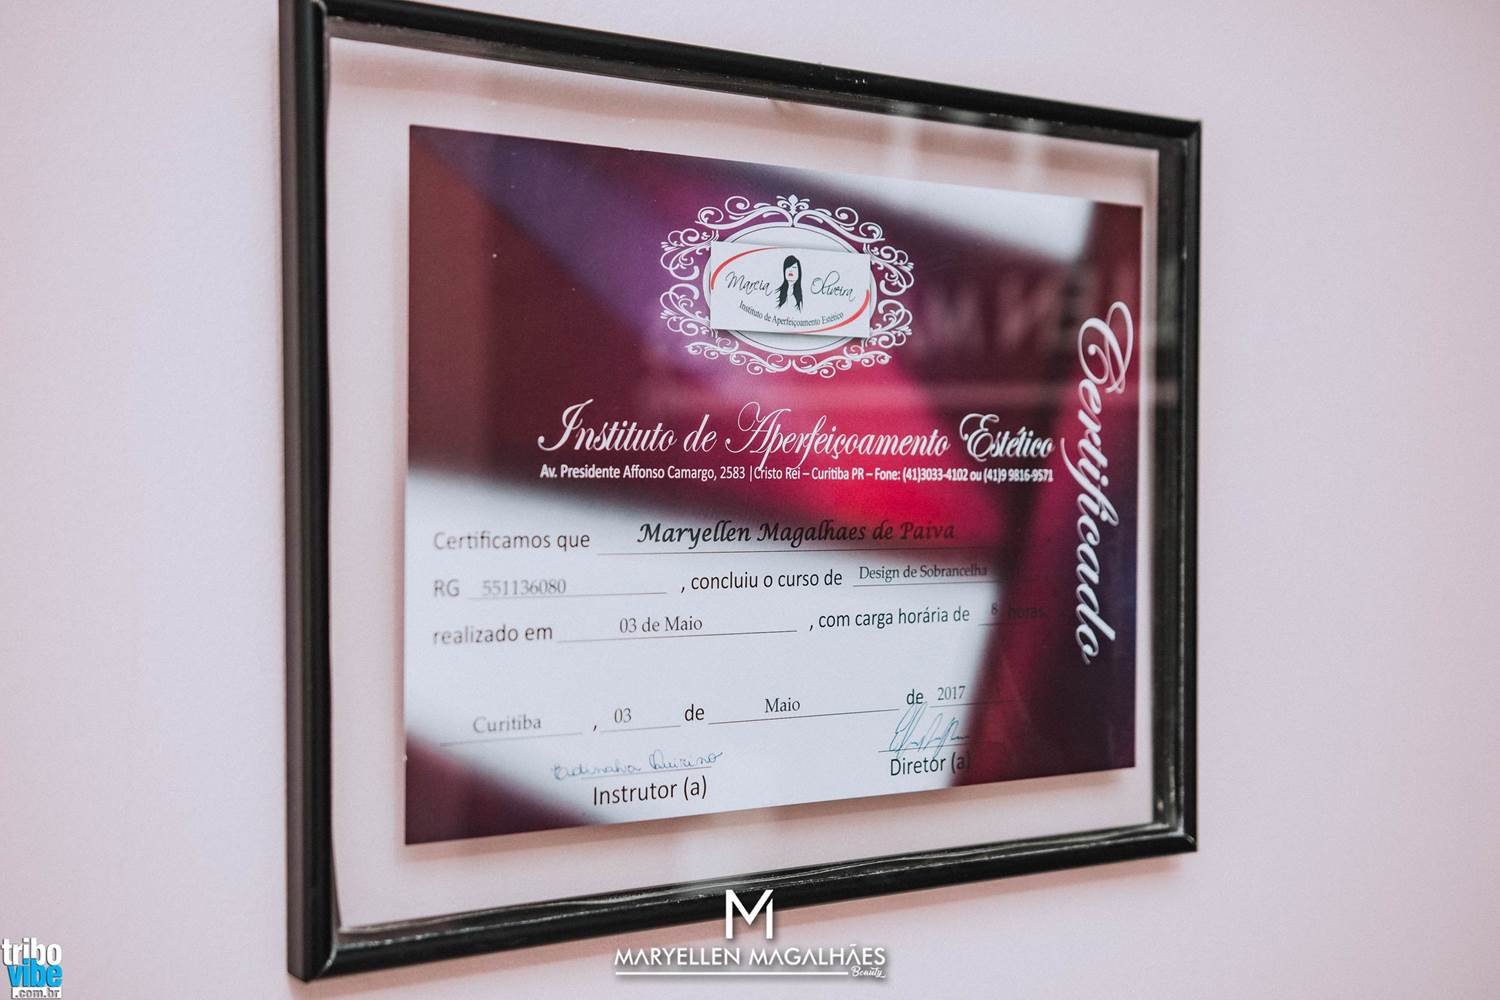 Marcia Oliveira
Instituto de Aperfeiçoamento Estético
Instituto de Aperfeiçoamento Estético
Av. Presidente Affonso Camargo, 2583 |Cristo Rei – Curitiba PR – Fone: (41)3033-4102 ou (41)9 9816-9571
Certificado
Certificamos que Maryellen Magalhaes de Paiva
RG 551136080 , concluiu o curso de Design de Sobrancelha
realizado em 03 de Maio , com carga horária de 8 horas
Curitiba , 03 de Maio de 2017
Instrutor (a)
Diretor (a)
M
MARYELLEN MAGALHÃES
Beauty
tribo
vibe
.com.br